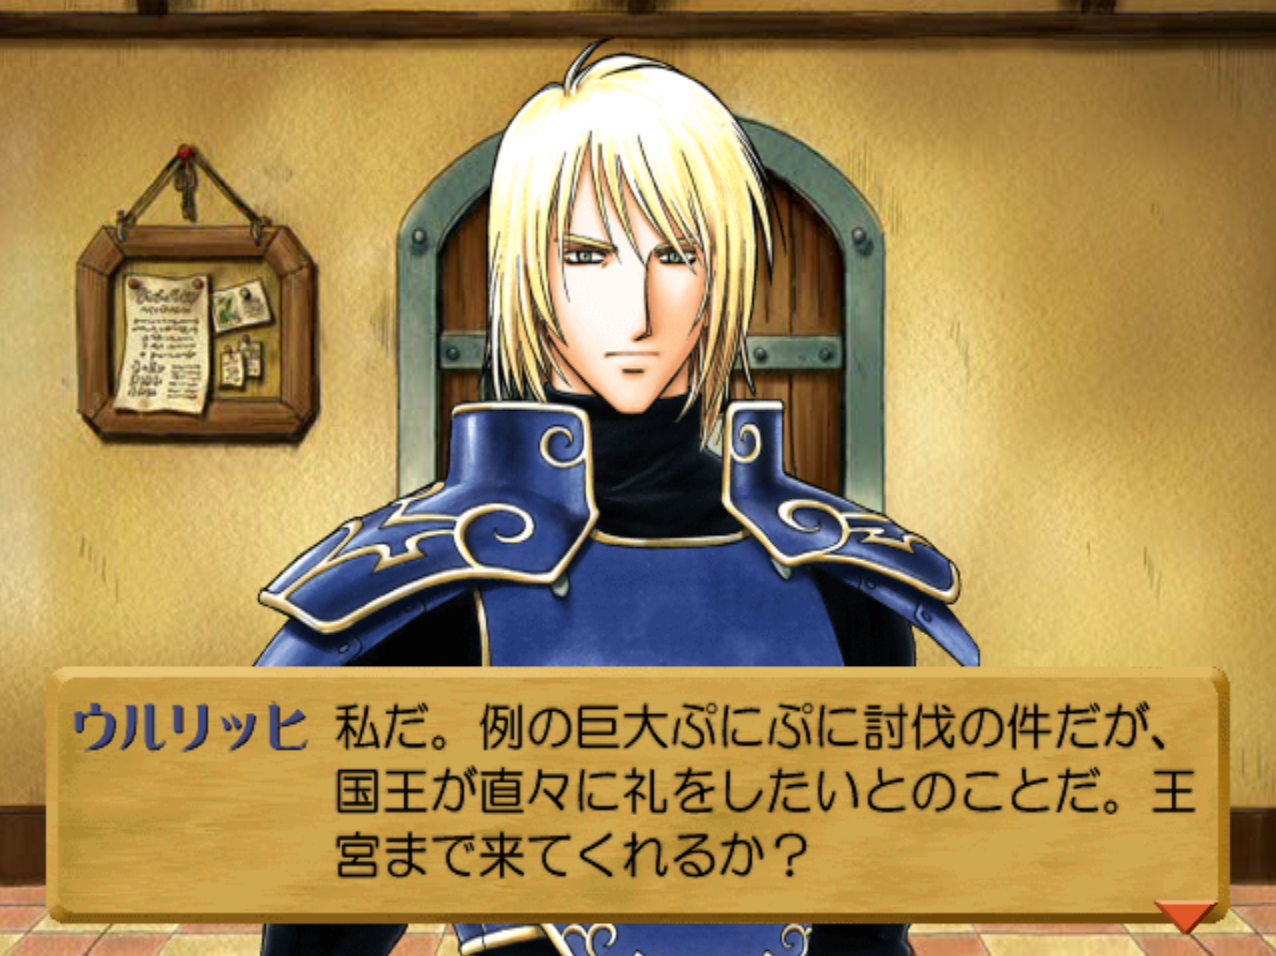 ウルリッヒ 私だ。例の巨大ぷにぷに討伐の件だが、
国王が直々に礼をしたいとのことだ。王
宮まで来てくれるか？